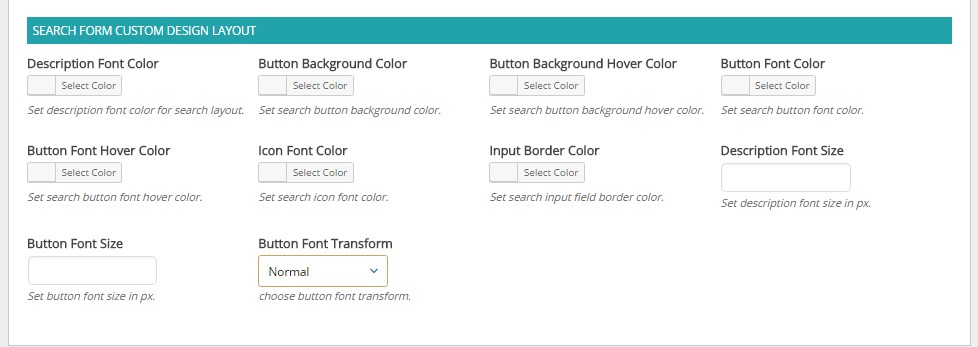 SEARCH FORM CUSTOM DESIGN LAYOUT
Description Font Color Button Background Color Button Background Hover Color Button Font Color
Select Color Select Color Select Color Select Color
Set description font color for search layout. Set search button background color. Set search button background hover color. Set search button font color.
Button Font Hover Color Icon Font Color Input Border Color Description Font Size
Select Color Select Color Select Color
Set search button font hover color. Set search icon font color. Set search input field border color. Set description font size in px.
Button Font Size Button Font Transform
Normal
Set button font size in px. choose button font transform.